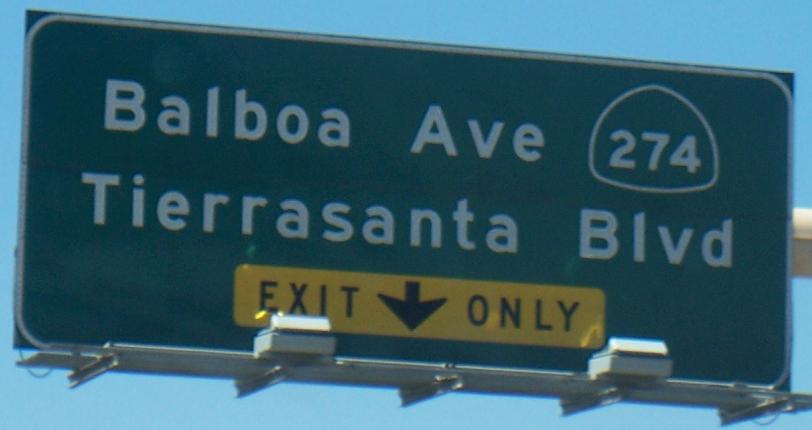 Balboa Ave 274
Tierrasanta Blvd
EXIT ONLY